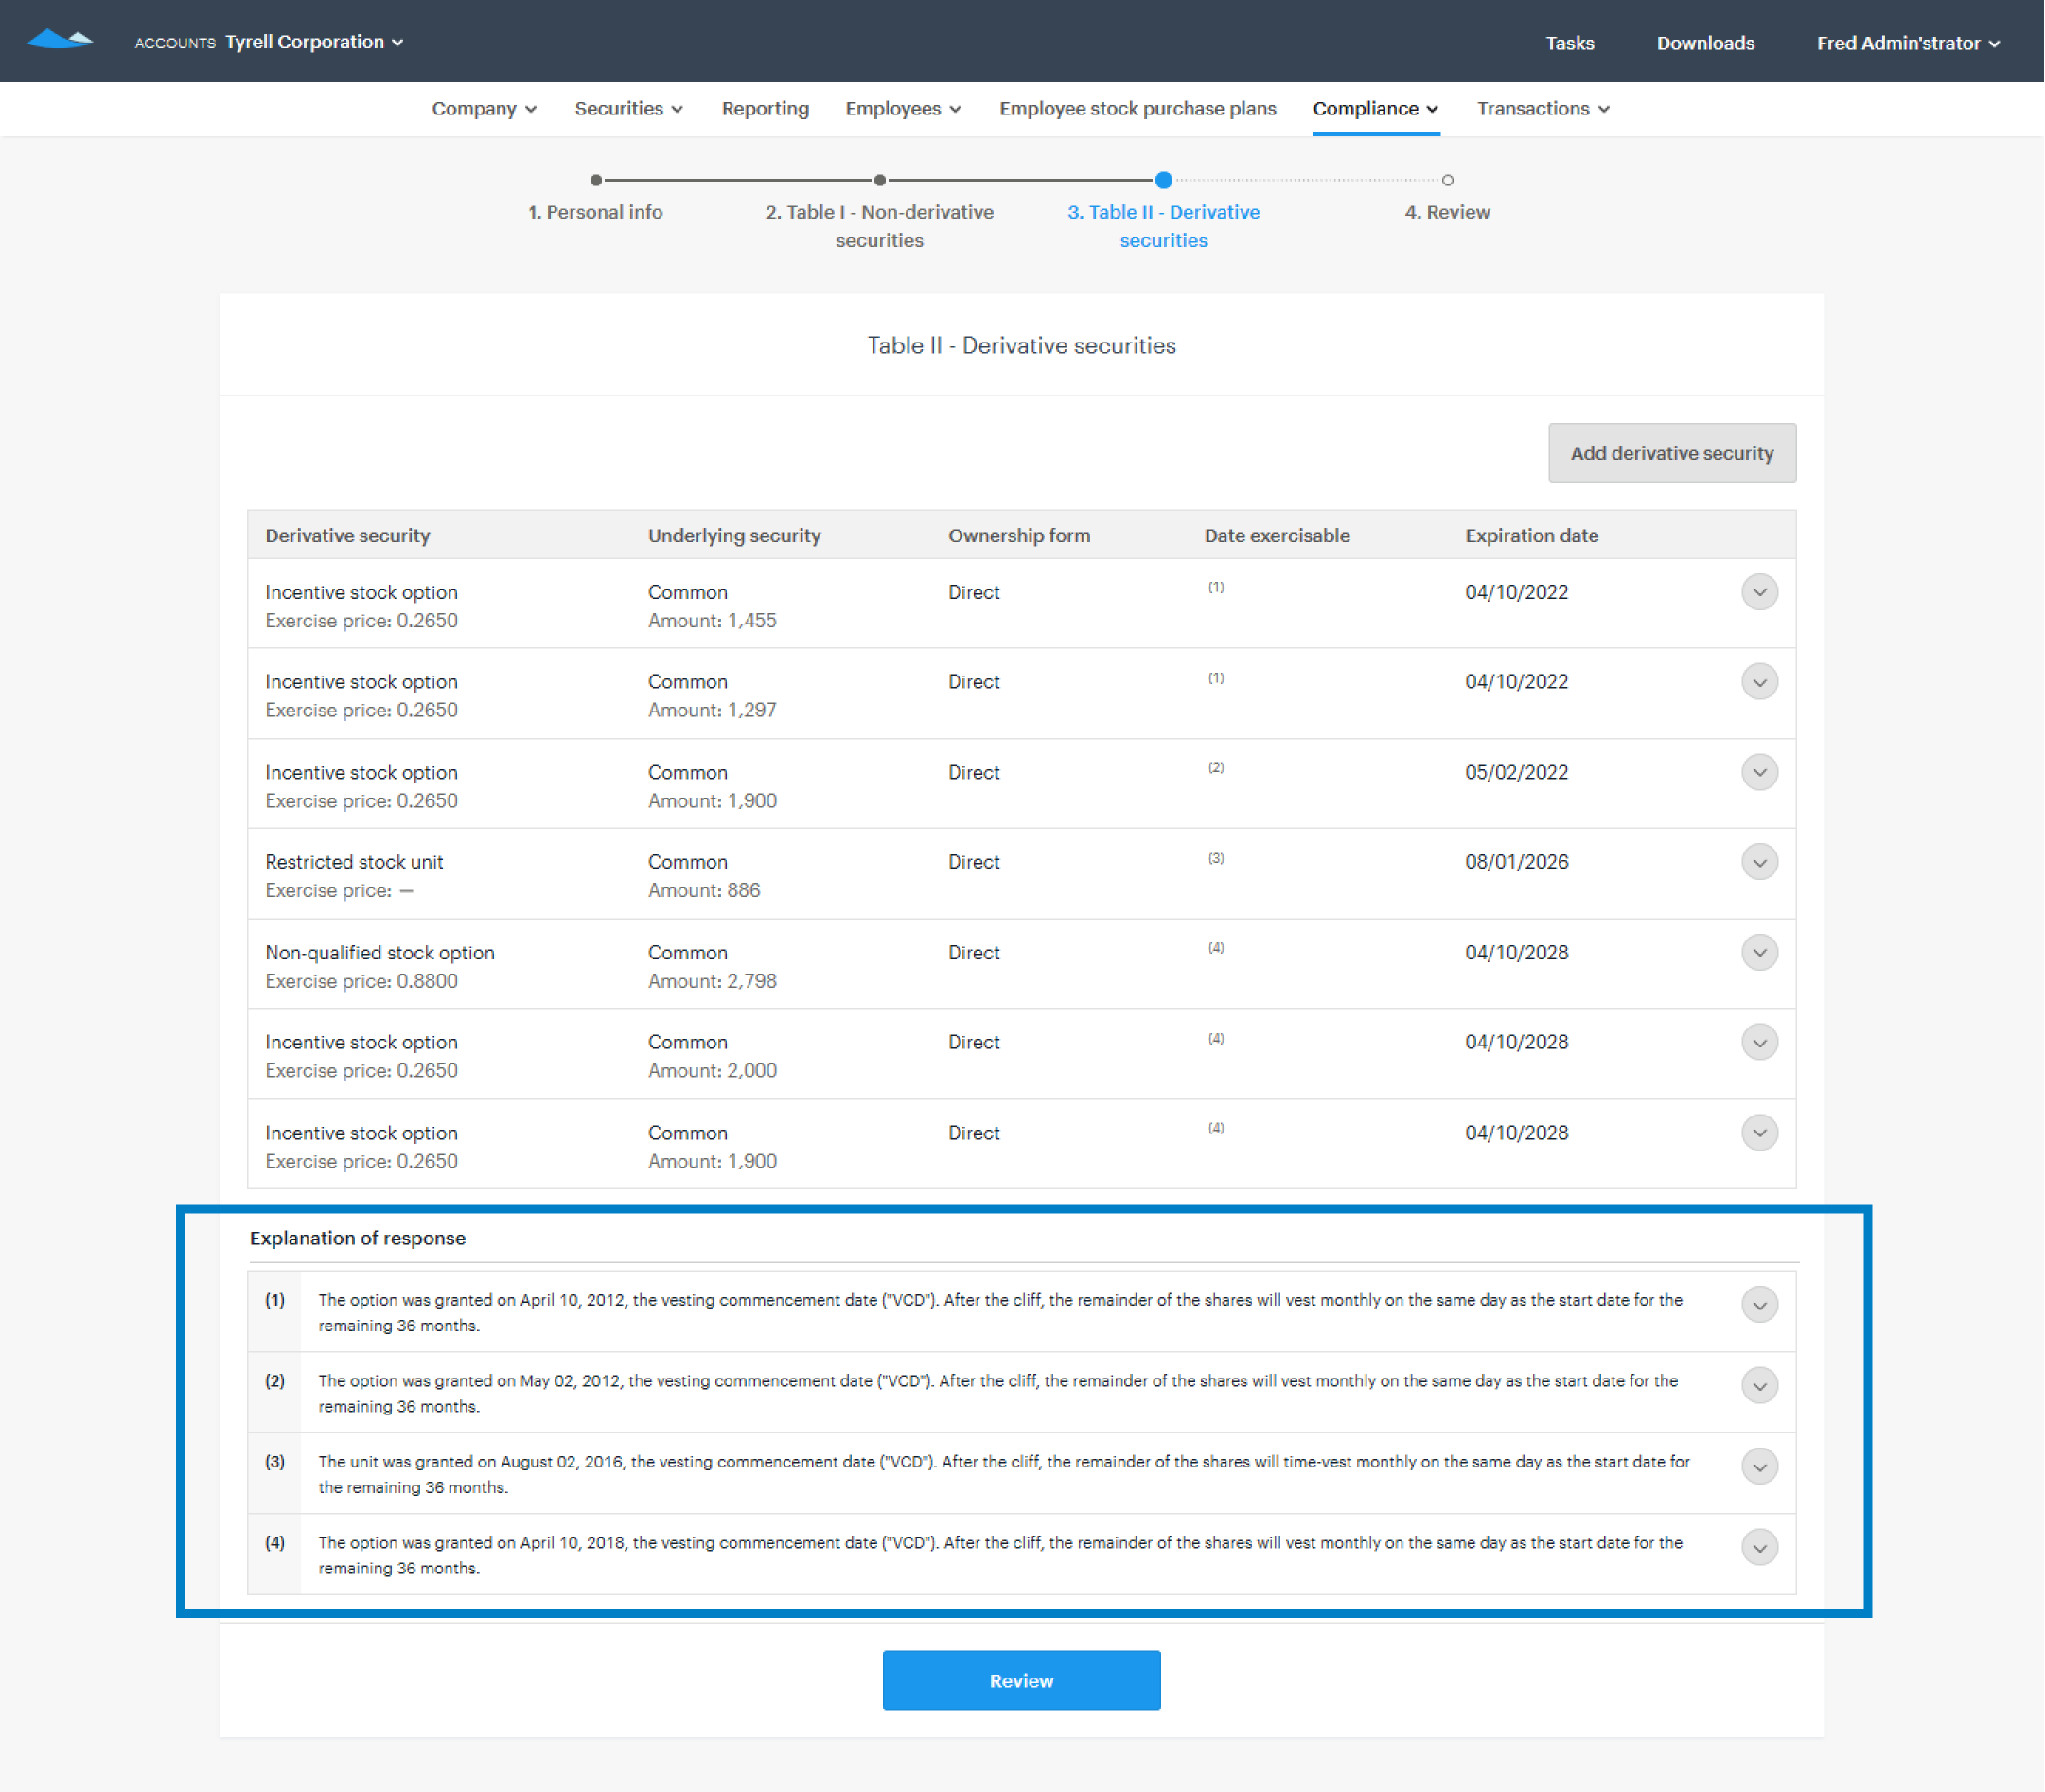 ACCOUNTS Tyrell Corporation
Tasks
Downloads
Fred Admin'strator
Company
Securities
Reporting
Employees
Employee stock purchase plans
Compliance
Transactions
1. Personal info
2. Table I - Non-derivative
securities
3. Table II - Derivative
securities
4. Review
Table II - Derivative securities
Add derivative security
Derivative security Underlying security Ownership form Date exercisable Expiration date
Incentive stock option Common Direct (1) 04/10/2022
Exercise price: 0.2650 Amount: 1,455
Incentive stock option Common Direct (1) 04/10/2022
Exercise price: 0.2650 Amount: 1,297
Incentive stock option Common Direct (2) 05/02/2022
Exercise price: 0.2650 Amount: 1,900
Restricted stock unit Common Direct (3) 08/01/2026
Exercise price: — Amount: 886
Non-qualified stock option Common Direct (4) 04/10/2028
Exercise price: 0.8800 Amount: 2,798
Incentive stock option Common Direct (4) 04/10/2028
Exercise price: 0.2650 Amount: 2,000
Incentive stock option Common Direct (4) 04/10/2028
Exercise price: 0.2650 Amount: 1,900
Explanation of response
(1) The option was granted on April 10, 2012, the vesting commencement date ("VCD"). After the cliff, the remainder of the shares will vest monthly on the same day as the start date for the
remaining 36 months.
(2) The option was granted on May 02, 2012, the vesting commencement date ("VCD"). After the cliff, the remainder of the shares will vest monthly on the same day as the start date for the
remaining 36 months.
(3) The unit was granted on August 02, 2016, the vesting commencement date ("VCD"). After the cliff, the remainder of the shares will time-vest monthly on the same day as the start date for
the remaining 36 months.
(4) The option was granted on April 10, 2018, the vesting commencement date ("VCD"). After the cliff, the remainder of the shares will vest monthly on the same day as the start date for the
remaining 36 months.
Review